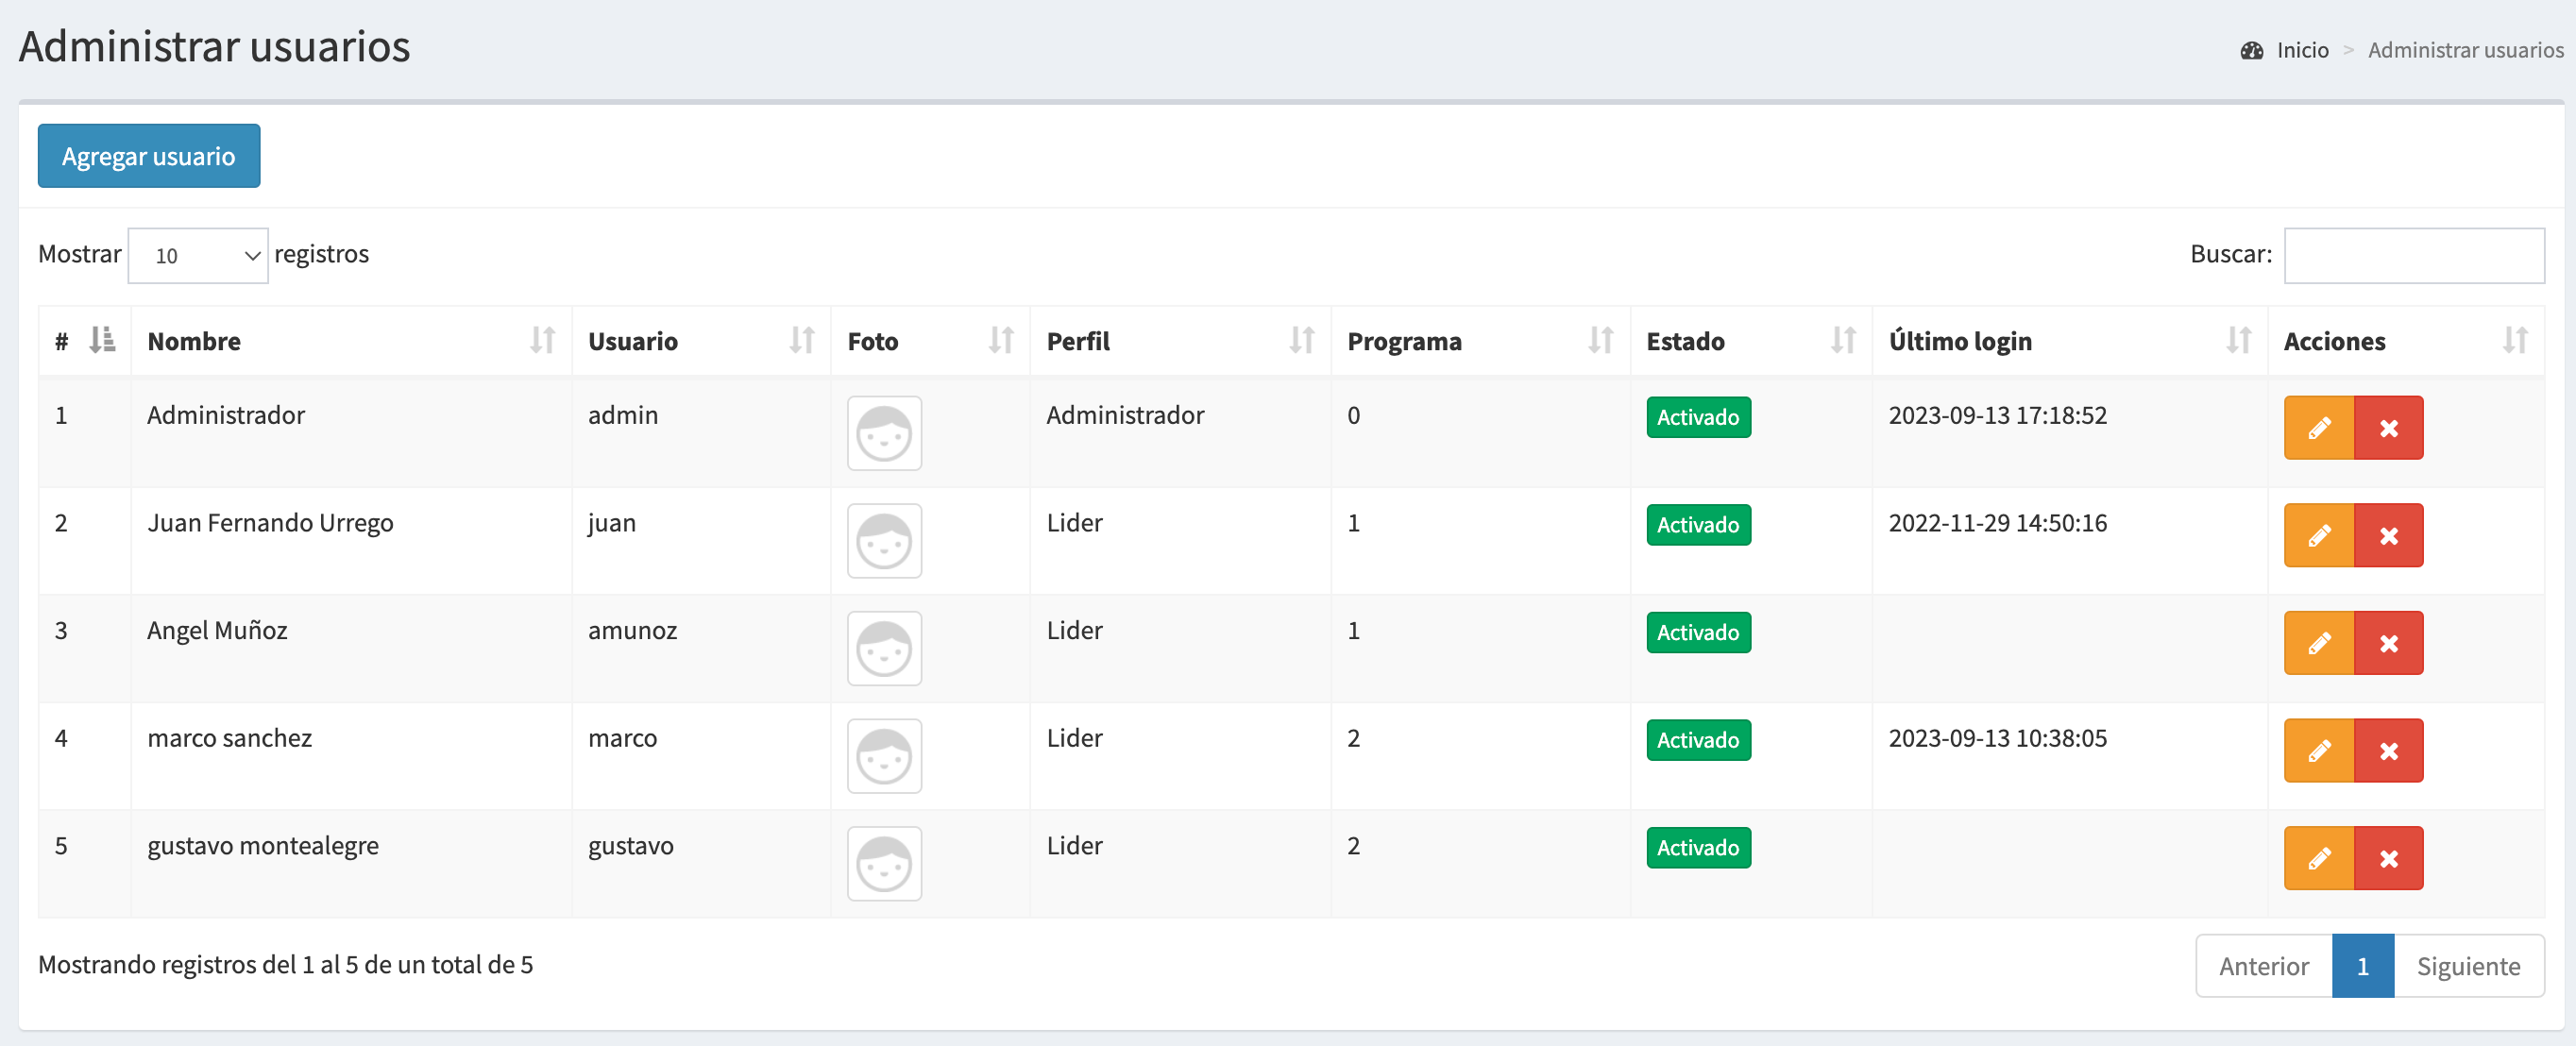 Administrar usuarios
Inicio > Administrar usuarios
Agregar usuario
Mostrar 10 registros
Buscar:
# Nombre Usuario Foto Perfil Programa Estado Último login Acciones
1 Administrador admin Administrador 0 Activado 2023-09-13 17:18:52
2 Juan Fernando Urrego juan Lider 1 Activado 2022-11-29 14:50:16
3 Angel Muñoz amunoz Lider 1 Activado
4 marco sanchez marco Lider 2 Activado 2023-09-13 10:38:05
5 gustavo montealegre gustavo Lider 2 Activado
Mostrando registros del 1 al 5 de un total de 5
Anterior 1 Siguiente